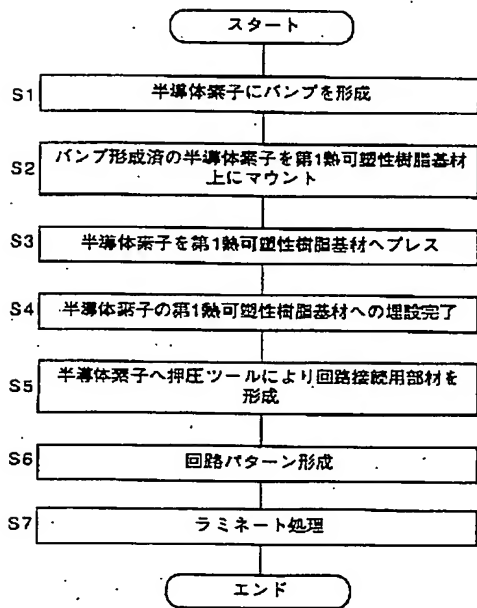 スタート
S1
半導体素子にバンプを形成
S2
バンプ形成済の半導体素子を第1熱可塑性樹脂基材
上にマウント
S3
半導体素子を第1熱可塑性樹脂基材へプレス
S4
半導体素子の第1熱可塑性樹脂基材への埋設完了
S5
半導体素子へ押圧ツールにより回路接続用部材を
形成
S6
回路パターン形成
S7
ラミネート処理
エンド